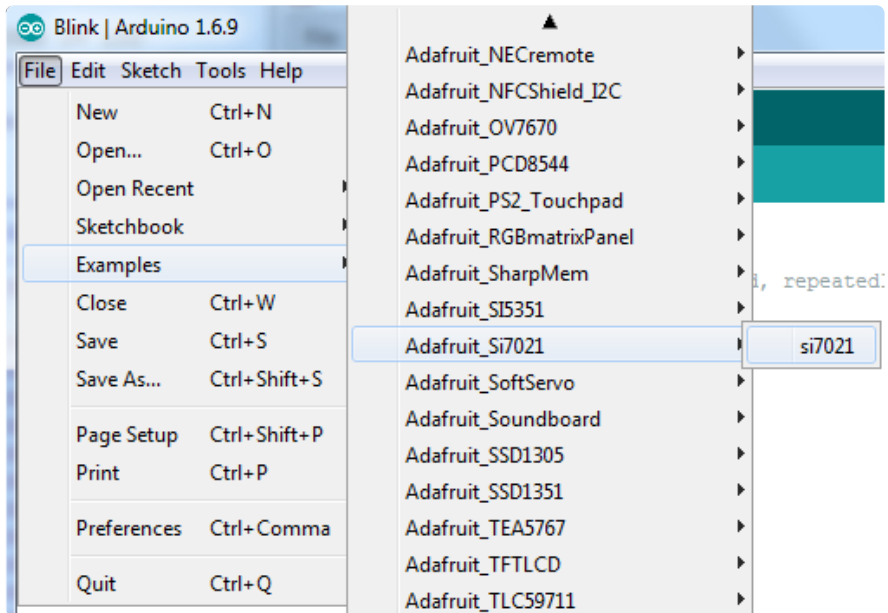 Blink | Arduino 1.6.9
File Edit Sketch Tools Help
New Ctrl+N
Open... Ctrl+O
Open Recent
Sketchbook
Examples
Close Ctrl+W
Save Ctrl+S
Save As... Ctrl+Shift+S
Page Setup Ctrl+Shift+P
Print Ctrl+P
Preferences Ctrl+Comma
Quit Ctrl+Q
Adafruit_NECremote
Adafruit_NFCShield_I2C
Adafruit_OV7670
Adafruit_PCD8544
Adafruit_PS2_Touchpad
Adafruit_RGBmatrixPanel
Adafruit_SharpMem
Adafruit_SI5351
Adafruit_Si7021
Adafruit_SoftServo
Adafruit_Soundboard
Adafruit_SSD1305
Adafruit_SSD1351
Adafruit_TEA5767
Adafruit_TFTLCD
Adafruit_TLC59711
si7021